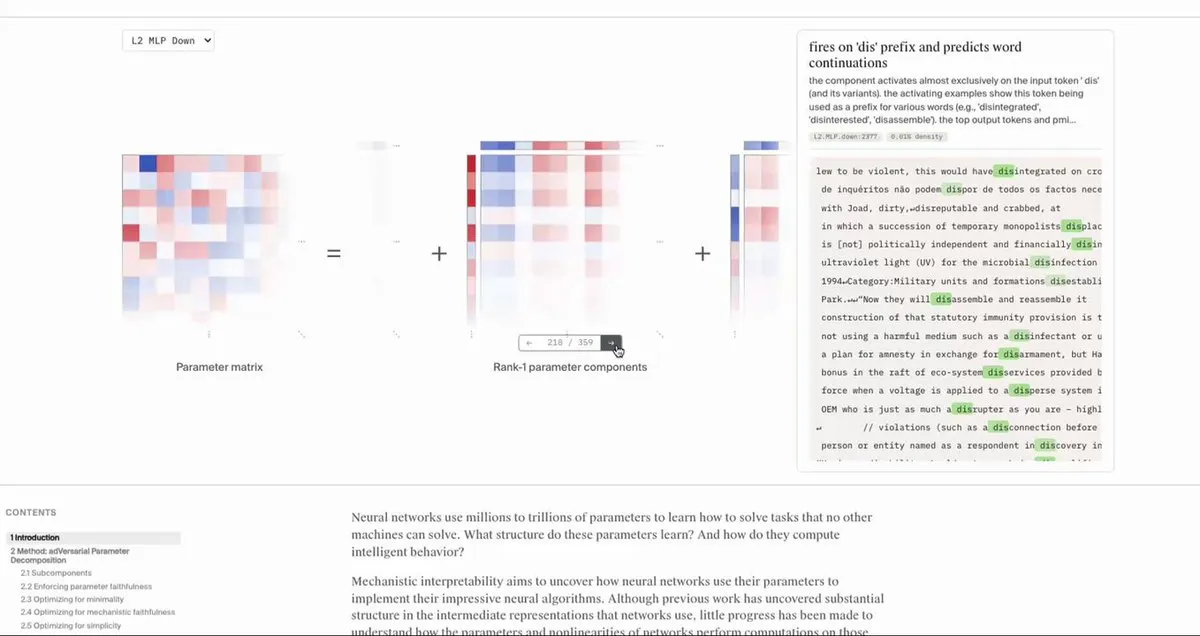 L2 MLP Down
=
+
+
← 218 / 359 →
Parameter matrix
Rank-1 parameter components
fires on 'dis' prefix and predicts word
continuations
the component activates almost exclusively on the input token ' dis'
(and its variants). the activating examples show this token being
used as a prefix for various words (e.g., 'disintegrated',
'disinterested', 'disassemble'). the top output tokens and pmi...
L2.MLP.down:2377 0.01% density
lew to be violent, this would have disintegrated on cro
de inquéritos não podem dispor de todos os factos nece
with Joad, dirty,↵disreputable and crabbed, at
in which a succession of temporary monopolists displac
is [not] politically independent and financially disin
ultraviolet light (UV) for the microbial disinfection
1994↵Category:Military units and formations disestabli
Park.↵↵“Now they will disassemble and reassemble it
construction of that statutory immunity provision is t
not using a harmful medium such as a disinfectant or u
a plan for amnesty in exchange for disarmament, but Ha
bonus in the raft of eco-system disservices provided b
force when a voltage is applied to a disperse system i
OEM who is just as much a disrupter as you are – highl
↵ // violations (such as a disconnection before
person or entity named as a respondent in discovery in
CONTENTS
1 Introduction
2 Method: adVersarial Parameter
Decomposition
2.1 Subcomponents
2.2 Enforcing parameter faithfulness
2.3 Optimizing for minimality
2.4 Optimizing for mechanistic faithfulness
2.5 Optimizing for simplicity
Neural networks use millions to trillions of parameters to learn how to solve tasks that no other
machines can solve. What structure do these parameters learn? And how do they compute
intelligent behavior?
Mechanistic interpretability aims to uncover how neural networks use their parameters to
implement their impressive neural algorithms. Although previous work has uncovered substantial
structure in the intermediate representations that networks use, little progress has been made to
understand how the parameters and nonlinearities of networks perform computations on those